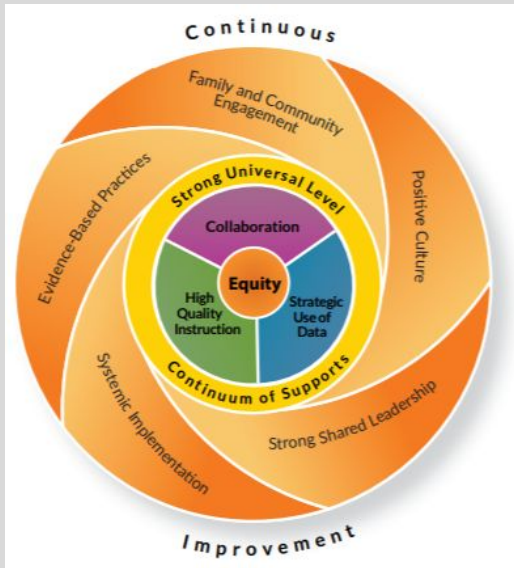 Continuous
Family and Community
Engagement
Positive Culture
Evidence-Based Practices
Strong Universal Level
Collaboration
Equity
High
Quality
Instruction
Strategic
Use of
Data
Continuum of Supports
Systemic Implementation
Strong Shared Leadership
Improvement